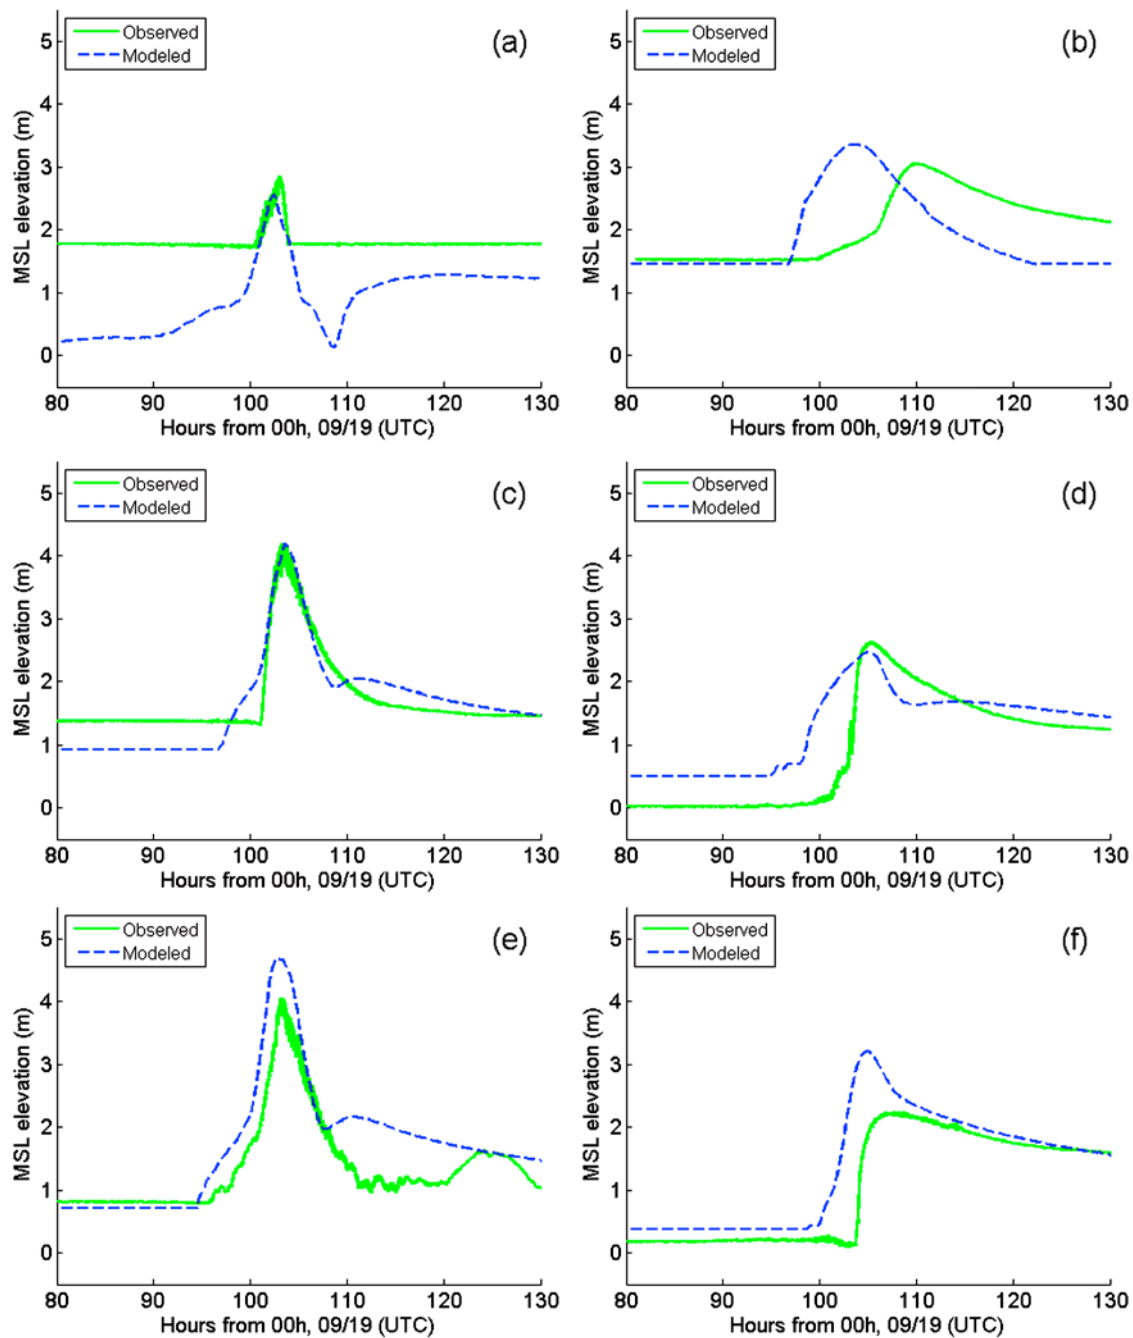 5
4
3
2
1
0
MSL elevation (m)
Observed
Modeled
(a)
80 90 100 110 120 130
Hours from 00h, 09/19 (UTC)
5
4
3
2
1
0
MSL elevation (m)
Observed
Modeled
(b)
80 90 100 110 120 130
Hours from 00h, 09/19 (UTC)
5
4
3
2
1
0
MSL elevation (m)
Observed
Modeled
(c)
80 90 100 110 120 130
Hours from 00h, 09/19 (UTC)
5
4
3
2
1
0
MSL elevation (m)
Observed
Modeled
(d)
80 90 100 110 120 130
Hours from 00h, 09/19 (UTC)
5
4
3
2
1
0
MSL elevation (m)
Observed
Modeled
(e)
80 90 100 110 120 130
Hours from 00h, 09/19 (UTC)
5
4
3
2
1
0
MSL elevation (m)
Observed
Modeled
(f)
80 90 100 110 120 130
Hours from 00h, 09/19 (UTC)